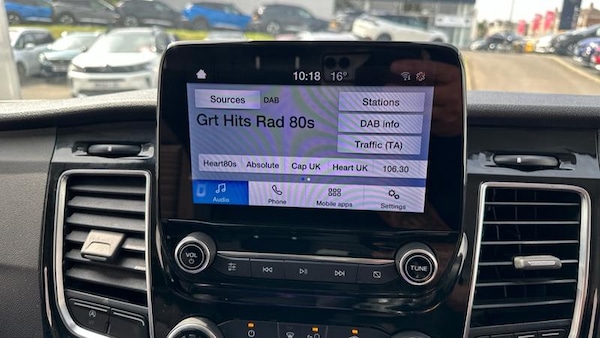 10:18 16°
Sources DAB Stations
Grt Hits Rad 80s
DAB info
Traffic (TA)
Heart80s Absolute Cap UK Heart UK 106.30
Audio Phone Mobile apps Settings
VOL TUNE